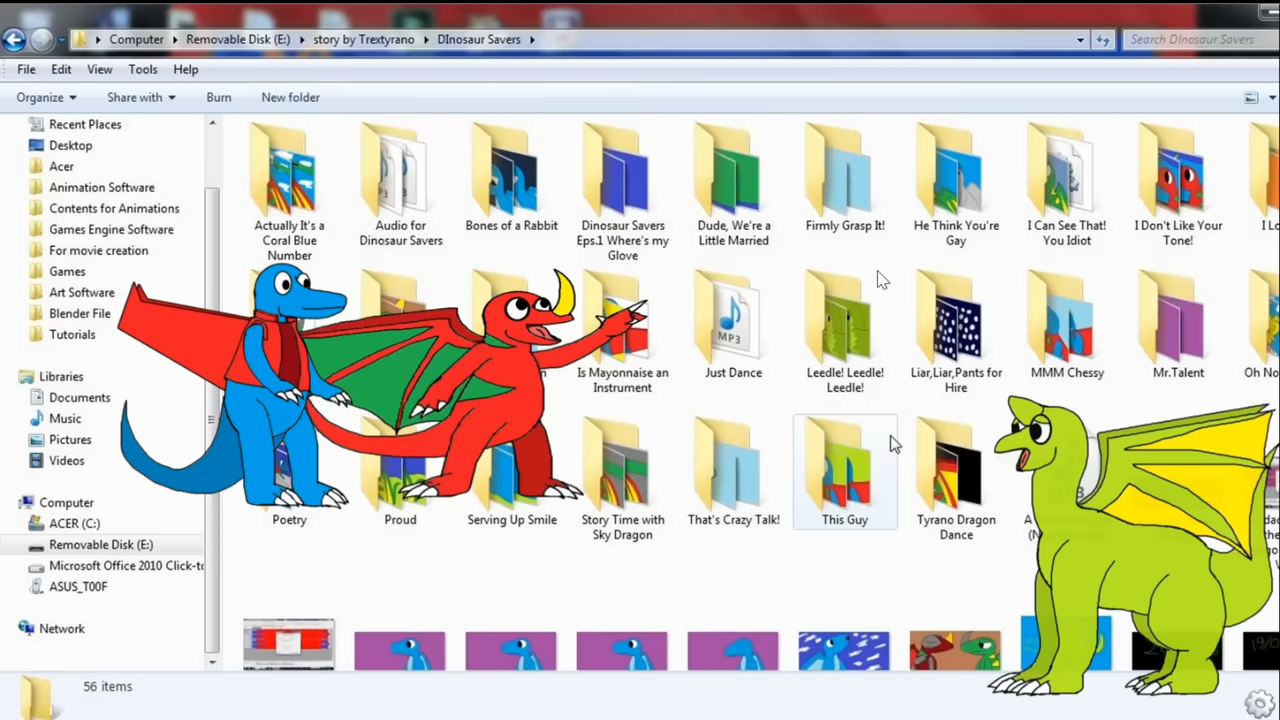 Computer ▸ Removable Disk (E:) ▸ story by Trextyrano ▸ DInosaur Savers ▸
Search DInosaur Savers
File Edit View Tools Help
Organize Share with Burn New folder
Recent Places
Desktop
Acer
Animation Software
Contents for Animations
Games Engine Software
For movie creation
Games
Art Software
Blender File
Tutorials
Libraries
Documents
Music
Pictures
Videos
Computer
ACER (C:)
Removable Disk (E:)
Microsoft Office 2010 Click-to
ASUS_T00F
Network
Actually It's a
Coral Blue
Number
MP3
Audio for
Dinosaur Savers
Bones of a Rabbit
Dinosaur Savers
Eps.1 Where's my
Glove
Dude, We're a
Little Married
Firmly Grasp It!
He Think You're
Gay
I Can See That!
You Idiot
I Don't Like Your
Tone!
Is Mayonnaise an
Instrument
MP3
Just Dance
Leedle! Leedle!
Leedle!
Liar,Liar,Pants for
Hire
MMM Chessy
Mr.Talent
Oh No
Poetry
Proud
Serving Up Smile
Story Time with
Sky Dragon
That's Crazy Talk!
This Guy
Tyrano Dragon
Dance
56 items